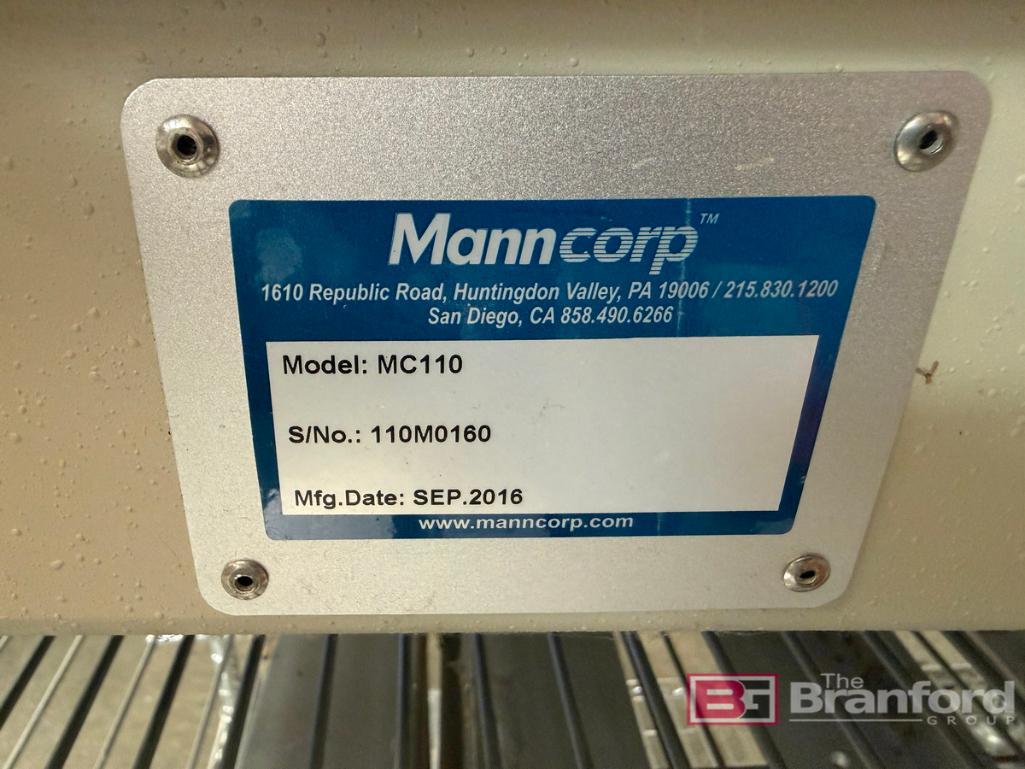 Manncorp™
1610 Republic Road, Huntingdon Valley, PA 19006 / 215.830.1200
San Diego, CA 858.490.6266
Model: MC110
S/No.: 110M0160
Mfg.Date: SEP.2016
www.manncorp.com
BG The
Branford
GROUP